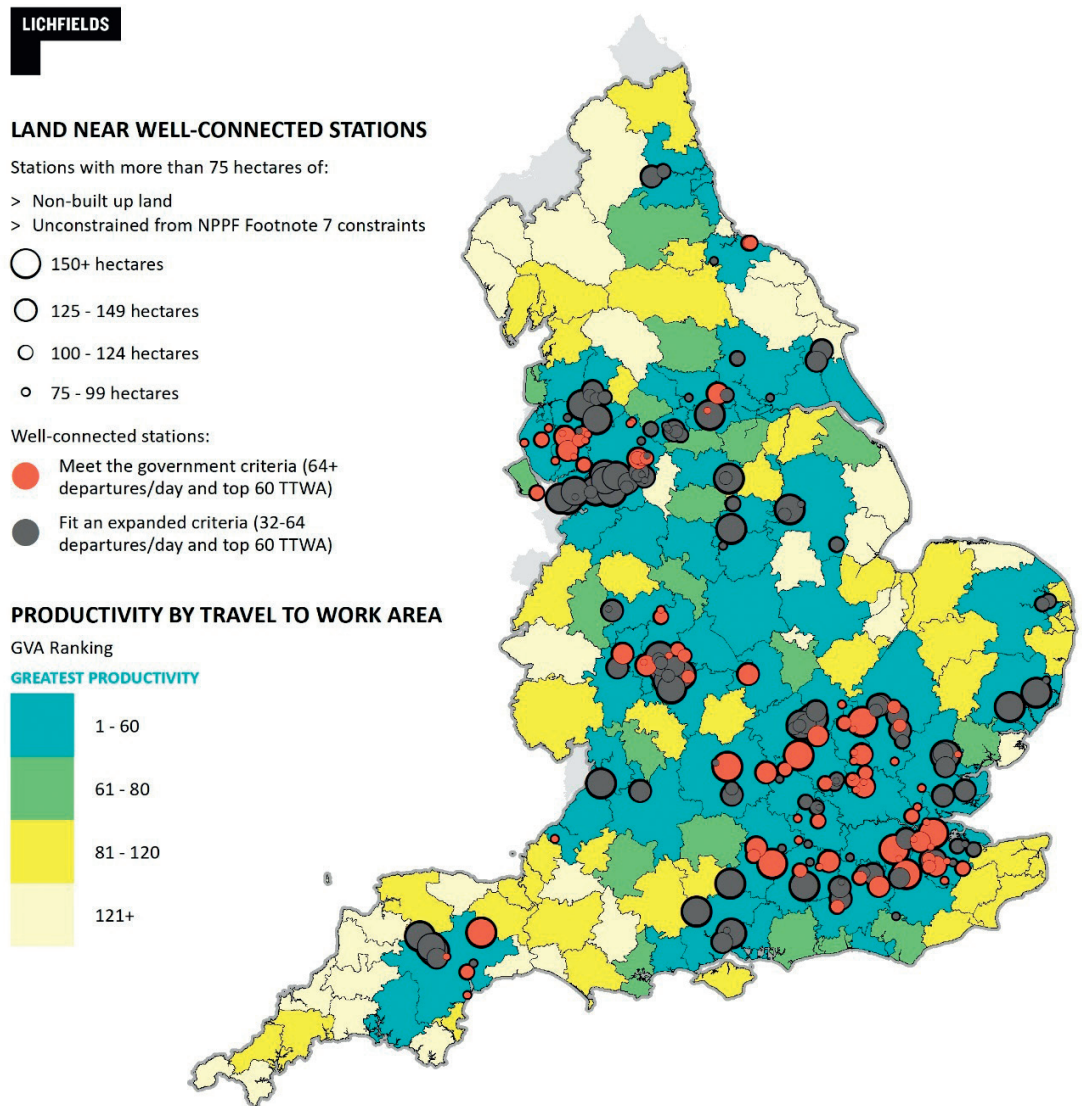 LICHFIELDS
LAND NEAR WELL-CONNECTED STATIONS
Stations with more than 75 hectares of:
> Non-built up land
> Unconstrained from NPPF Footnote 7 constraints
150+ hectares
125 - 149 hectares
100 - 124 hectares
75 - 99 hectares
Well-connected stations:
Meet the government criteria (64+
departures/day and top 60 TTWA)
Fit an expanded criteria (32-64
departures/day and top 60 TTWA)
PRODUCTIVITY BY TRAVEL TO WORK AREA
GVA Ranking
GREATEST PRODUCTIVITY
1 - 60
61 - 80
81 - 120
121+